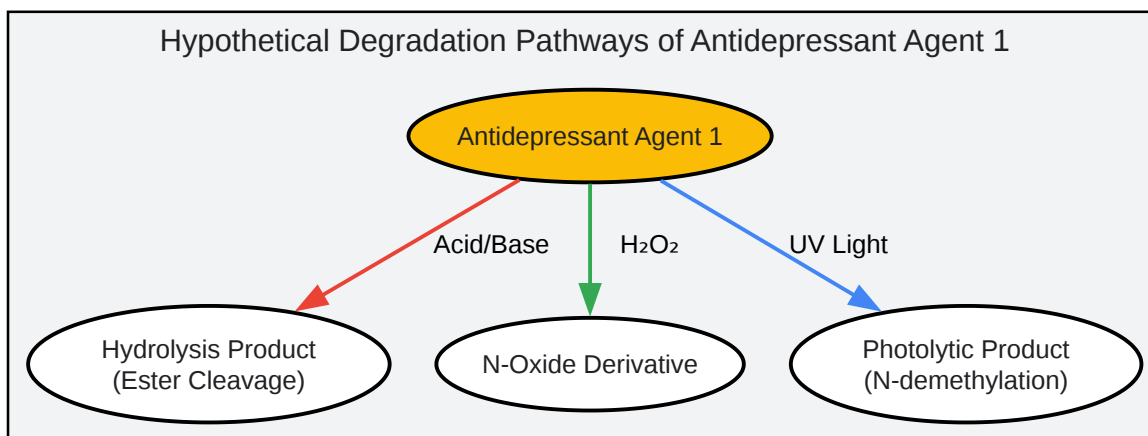 Hypothetical Degradation Pathways of Antidepressant Agent 1
Antidepressant Agent 1
Acid/Base
H₂O₂
UV Light
Hydrolysis Product
(Ester Cleavage)
N-Oxide Derivative
Photolytic Product
(N-demethylation)